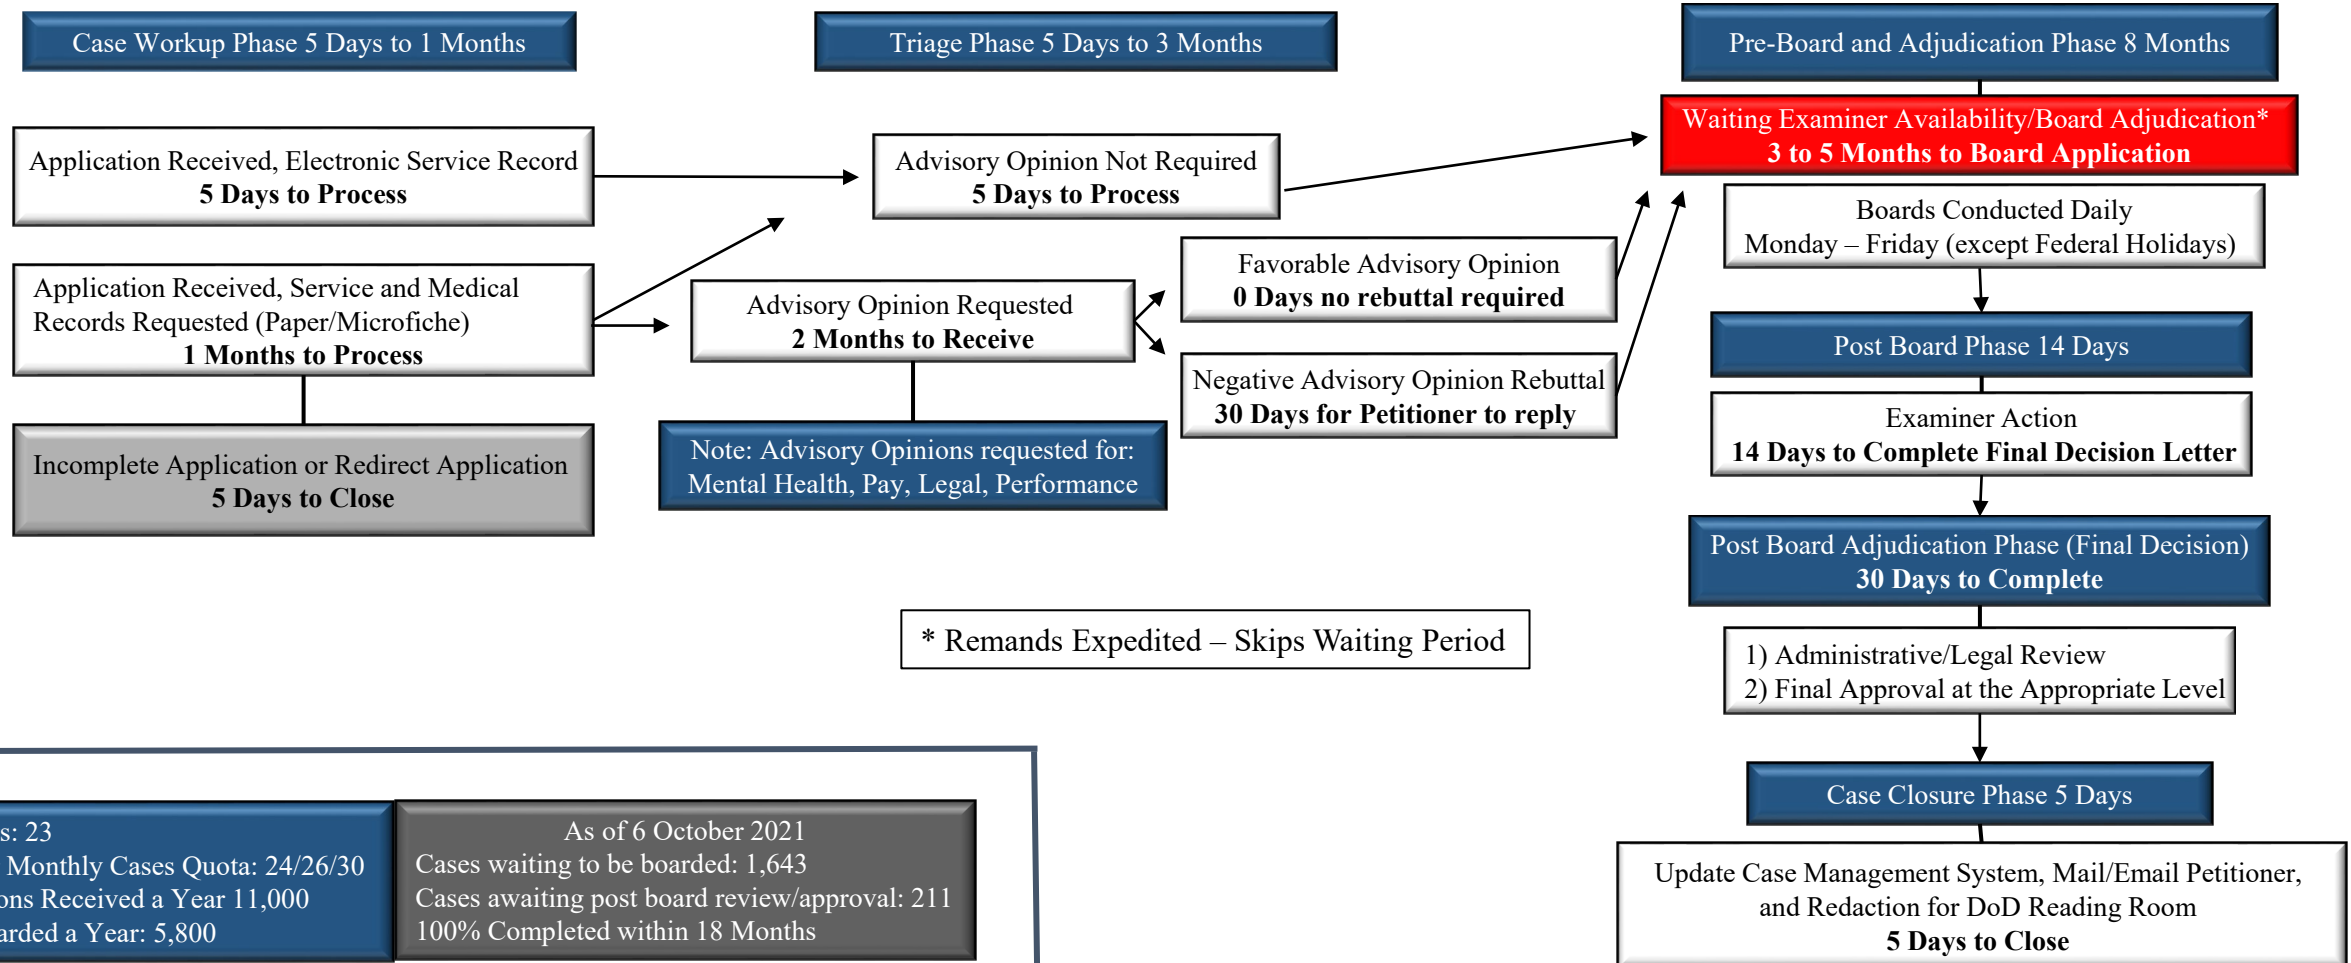 Case Workup Phase 5 Days to 1 Months
Triage Phase 5 Days to 3 Months
Pre-Board and Adjudication Phase 8 Months
Waiting Examiner Availability/Board Adjudication*
3 to 5 Months to Board Application
Application Received, Electronic Service Record
5 Days to Process
Advisory Opinion Not Required
5 Days to Process
Boards Conducted Daily
Monday – Friday (except Federal Holidays)
Application Received, Service and Medical
Records Requested (Paper/Microfiche)
1 Months to Process
Advisory Opinion Requested
2 Months to Receive
Favorable Advisory Opinion
0 Days no rebuttal required
Negative Advisory Opinion Rebuttal
30 Days for Petitioner to reply
Post Board Phase 14 Days
Examiner Action
14 Days to Complete Final Decision Letter
Incomplete Application or Redirect Application
5 Days to Close
Note: Advisory Opinions requested for:
Mental Health, Pay, Legal, Performance
Post Board Adjudication Phase (Final Decision)
30 Days to Complete
* Remands Expedited – Skips Waiting Period
1) Administrative/Legal Review
2) Final Approval at the Appropriate Level
Case Closure Phase 5 Days
Update Case Management System, Mail/Email Petitioner,
and Redaction for DoD Reading Room
5 Days to Close
s: 23
Monthly Cases Quota: 24/26/30
ons Received a Year 11,000
arded a Year: 5,800
As of 6 October 2021
Cases waiting to be boarded: 1,643
Cases awaiting post board review/approval: 211
100% Completed within 18 Months